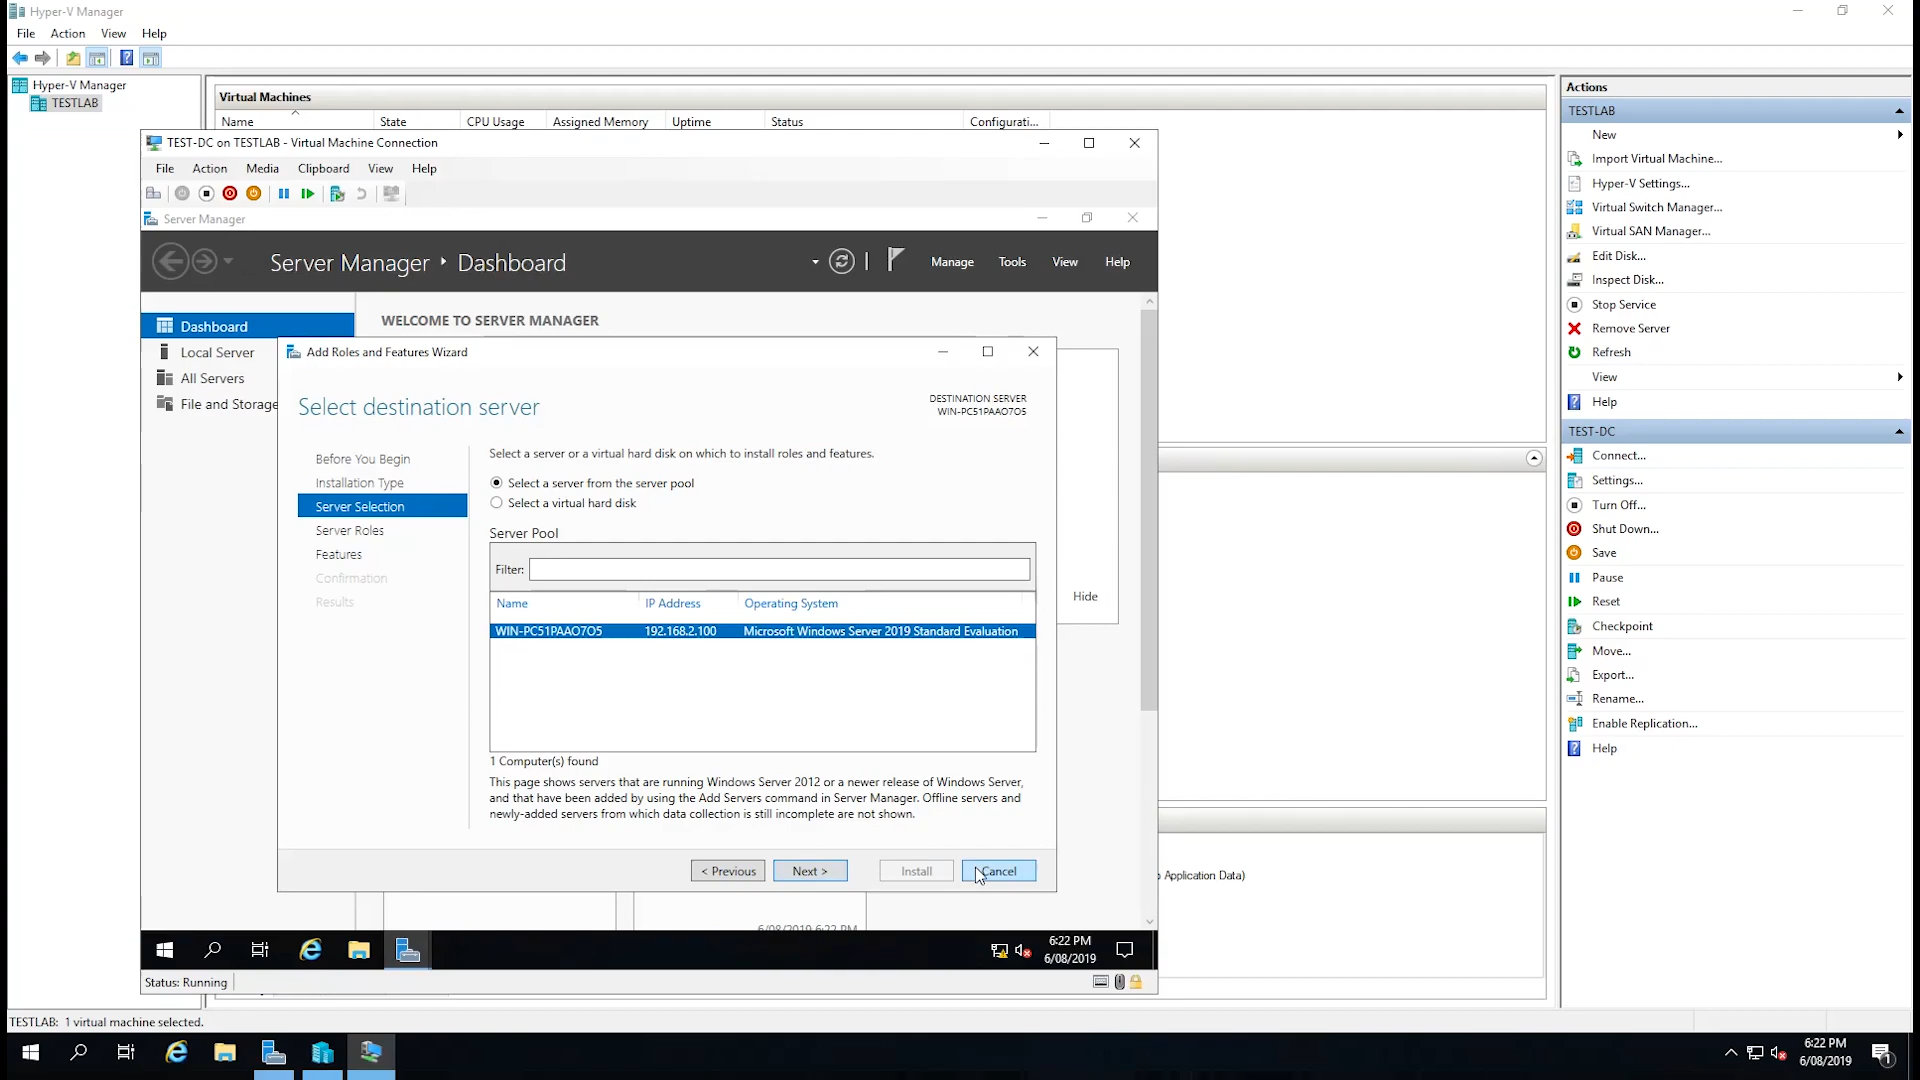 Hyper-V Manager
File Action View Help
Hyper-V Manager
TESTLAB
Virtual Machines
Name State CPU Usage Assigned Memory Uptime Status Configurati...
TEST-DC on TESTLAB - Virtual Machine Connection
File Action Media Clipboard View Help
Server Manager
Server Manager Dashboard
Manage Tools View Help
Dashboard
Local Server
All Servers
File and Storage
WELCOME TO SERVER MANAGER
Add Roles and Features Wizard
Select destination server
DESTINATION SERVER
WIN-PC51PAAO7O5
Before You Begin
Installation Type
Server Selection
Server Roles
Features
Confirmation
Results
Select a server or a virtual hard disk on which to install roles and features.
Select a server from the server pool
Select a virtual hard disk
Server Pool
Filter:
Name IP Address Operating System
WIN-PC51PAAO7O5 192.168.2.100 Microsoft Windows Server 2019 Standard Evaluation
1 Computer(s) found
This page shows servers that are running Windows Server 2012 or a newer release of Windows Server,
and that have been added by using the Add Servers command in Server Manager. Offline servers and
newly-added servers from which data collection is still incomplete are not shown.
< Previous Next > Install Cancel
Hide
6/08/2019 6:22 PM
Application Data)
6:22 PM
6/08/2019
Status: Running
Actions
TESTLAB
New
Import Virtual Machine...
Hyper-V Settings...
Virtual Switch Manager...
Virtual SAN Manager...
Edit Disk...
Inspect Disk...
Stop Service
Remove Server
Refresh
View
Help
TEST-DC
Connect...
Settings...
Turn Off...
Shut Down...
Save
Pause
Reset
Checkpoint
Move...
Export...
Rename...
Enable Replication...
Help
TESTLAB: 1 virtual machine selected.
6:22 PM
6/08/2019
1